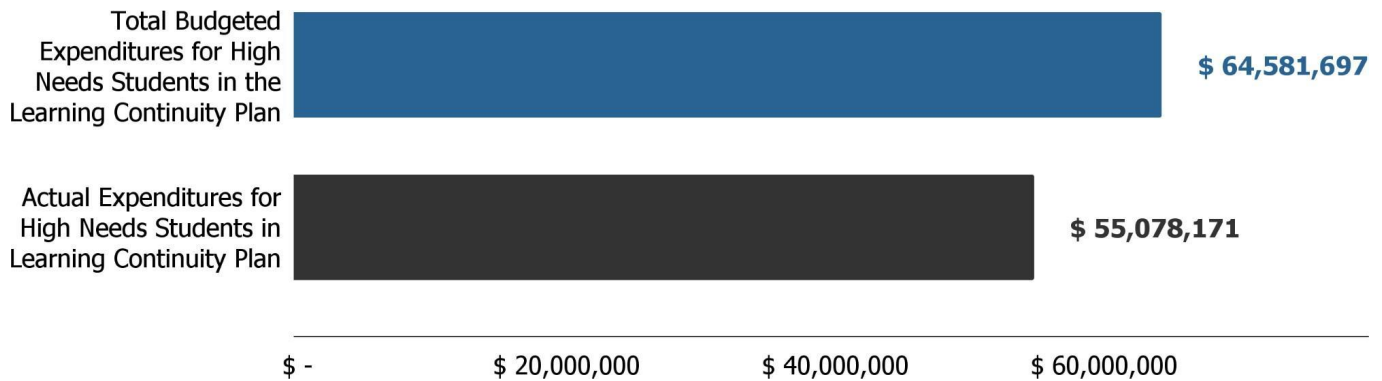 Total Budgeted
Expenditures for High
Needs Students in the
Learning Continuity Plan
$ 64,581,697
Actual Expenditures for
High Needs Students in
Learning Continuity Plan
$ 55,078,171
$ - $ 20,000,000 $ 40,000,000 $ 60,000,000